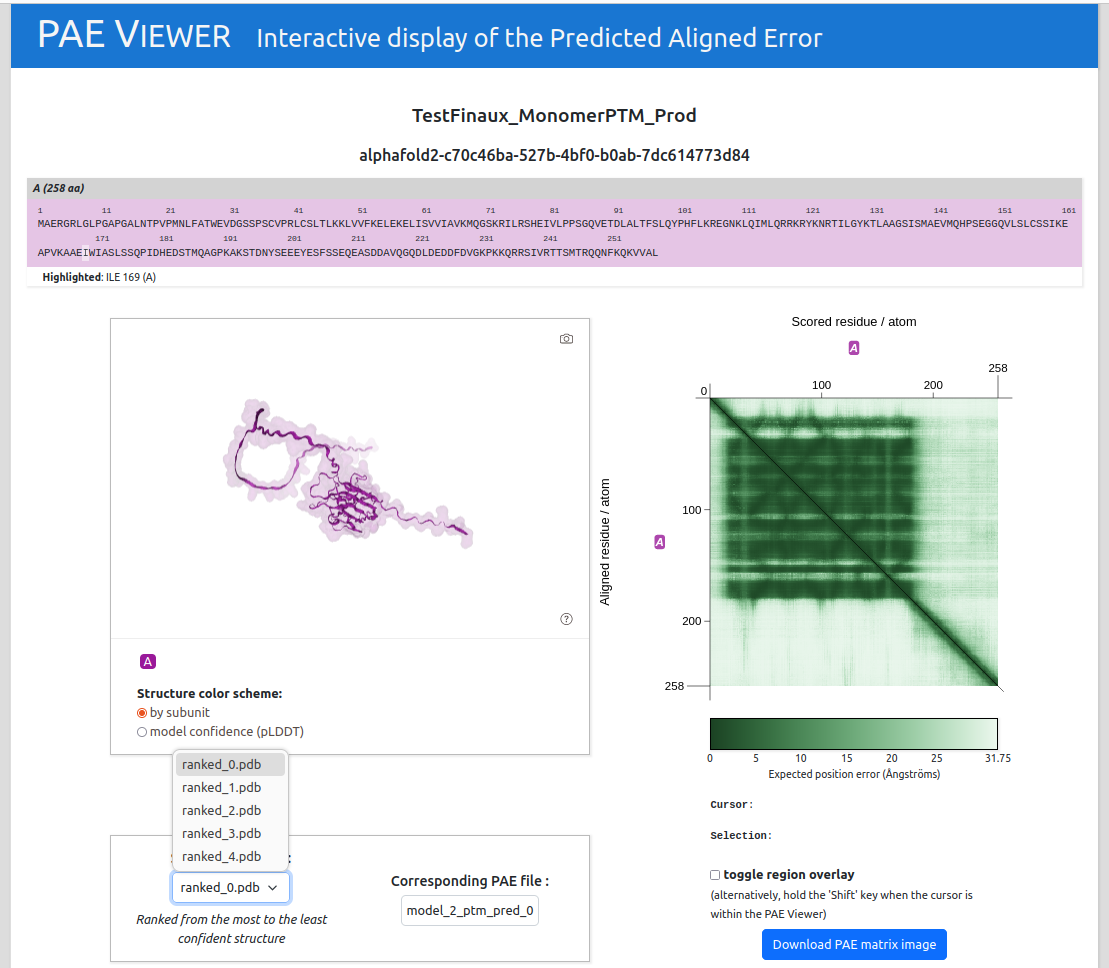 PAE VIEWER Interactive display of the Predicted Aligned Error
TestFinaux_MonomerPTM_Prod
alphafold2-c70c46ba-527b-4bf0-b0ab-7dc614773d84
A (258 aa)
1 11 21 31 41 51 61 71 81 91 101 111 121 131 141 151 161
MAERGRLGLPGAPGALNTPVPMNLFATWEVDGSSPSCVPRLCSLTLKKLVVFKELEKELISVVIAVKMQGSKRILRSHEIVLPPSGQVETDLALTFSLQYPHFLKREGNKLQIMLQRRKRYKNRTILGYKTLAAGSISMAEVMQHPSEGGQVLSLCSSIKE
171 181 191 201 211 221 231 241 251
APVKAAEIWIASLSSQPIDHEDSTMQAGPKAKSTDNYSEEEYESFSSEQEASDDAVQGQDLDEDDFDVGKPKKQRRSIVRTTSMTRQQNFKQKVVAL
Highlighted: ILE 169 (A)
Scored residue / atom
A
258
0 100 200
Aligned residue / atom
100
A
200
258
?
A
Structure color scheme:
by subunit
model confidence (pLDDT)
0 5 10 15 20 25 31.75
Expected position error (Ångströms)
Cursor:
Selection:
toggle region overlay
(alternatively, hold the 'Shift' key when the cursor is
within the PAE Viewer)
Download PAE matrix image
ranked_0.pdb
ranked_1.pdb
ranked_2.pdb
ranked_3.pdb
ranked_4.pdb
ranked_0.pdb
Ranked from the most to the least
confident structure
Corresponding PAE file :
model_2_ptm_pred_0